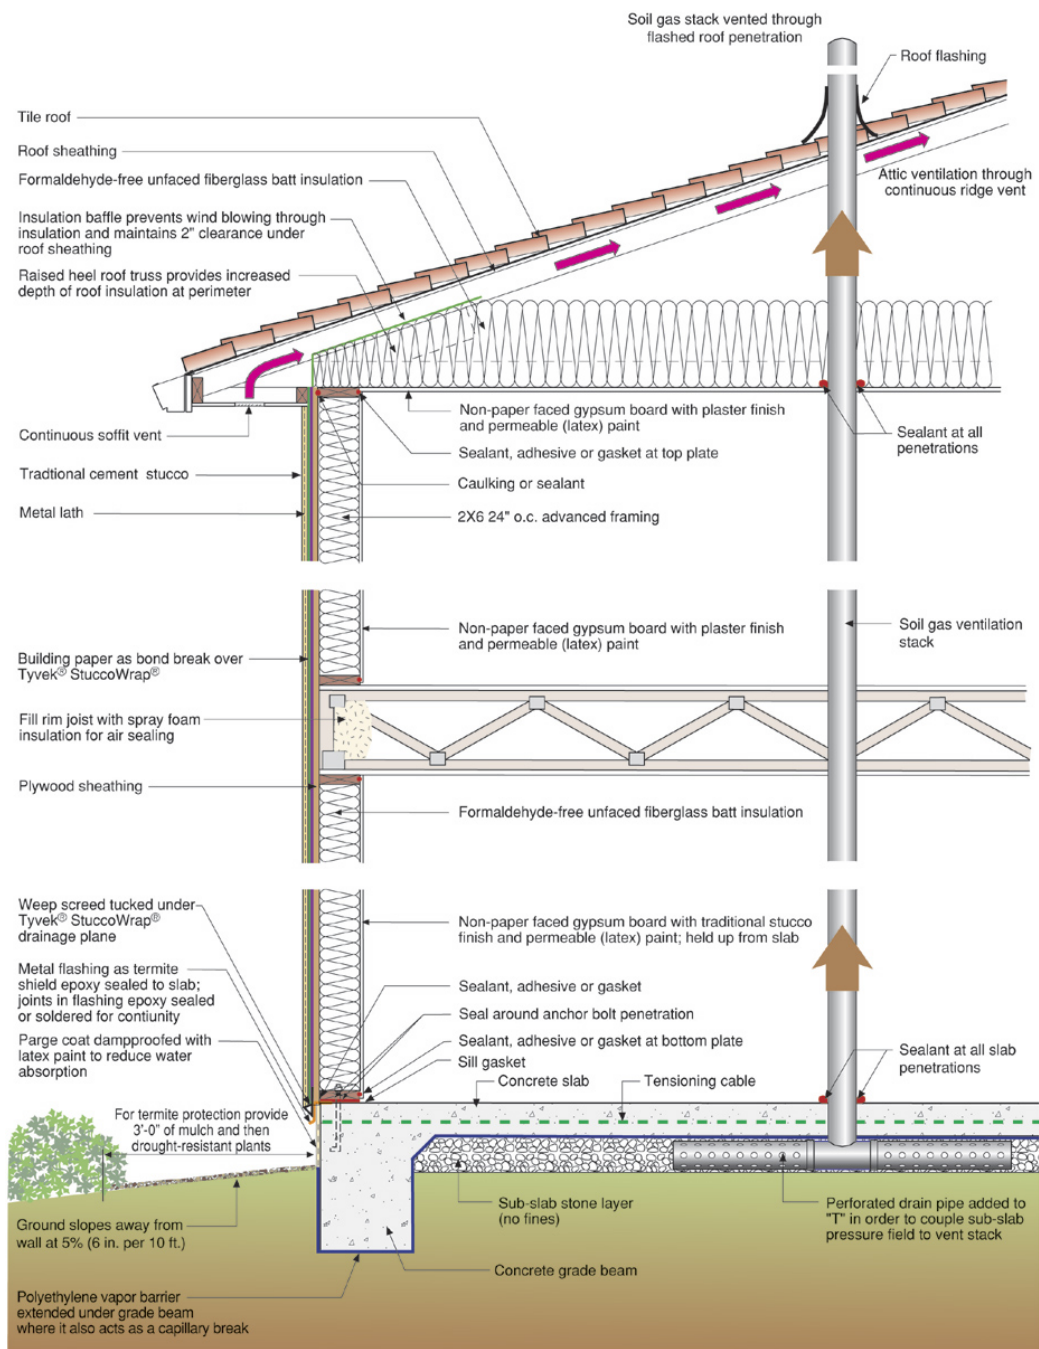 Soil gas stack vented through
flashed roof penetration
Roof flashing
Tile roof
Roof sheathing
Attic ventilation through
continuous ridge vent
Formaldehyde-free unfaced fiberglass batt insulation
Insulation baffle prevents wind blowing through
insulation and maintains 2" clearance under
roof sheathing
Raised heel roof truss provides increased
depth of roof insulation at perimeter
Non-paper faced gypsum board with plaster finish
and permeable (latex) paint
Continuous soffit vent
Sealant at all
penetrations
Sealant, adhesive or gasket at top plate
Tradtional cement stucco
Caulking or sealant
Metal lath
2X6 24" o.c. advanced framing
Non-paper faced gypsum board with plaster finish
and permeable (latex) paint
Soil gas ventilation
stack
Building paper as bond break over
Tyvek® StuccoWrap®
Fill rim joist with spray foam
insulation for air sealing
Plywood sheathing
Formaldehyde-free unfaced fiberglass batt insulation
Weep screed tucked under
Tyvek® StuccoWrap®
drainage plane
Non-paper faced gypsum board with traditional stucco
finish and permeable (latex) paint; held up from slab
Metal flashing as termite
shield epoxy sealed to slab;
joints in flashing epoxy sealed
or soldered for contiunity
Sealant, adhesive or gasket
Seal around anchor bolt penetration
Parge coat dampproofed with
latex paint to reduce water
absorption
Sealant, adhesive or gasket at bottom plate
Sill gasket
Sealant at all slab
penetrations
Concrete slab
Tensioning cable
For termite protection provide
3'-0" of mulch and then
drought-resistant plants
Sub-slab stone layer
(no fines)
Perforated drain pipe added to
"T" in order to couple sub-slab
pressure field to vent stack
Ground slopes away from
wall at 5% (6 in. per 10 ft.)
Concrete grade beam
Polyethylene vapor barrier
extended under grade beam
where it also acts as a capillary break